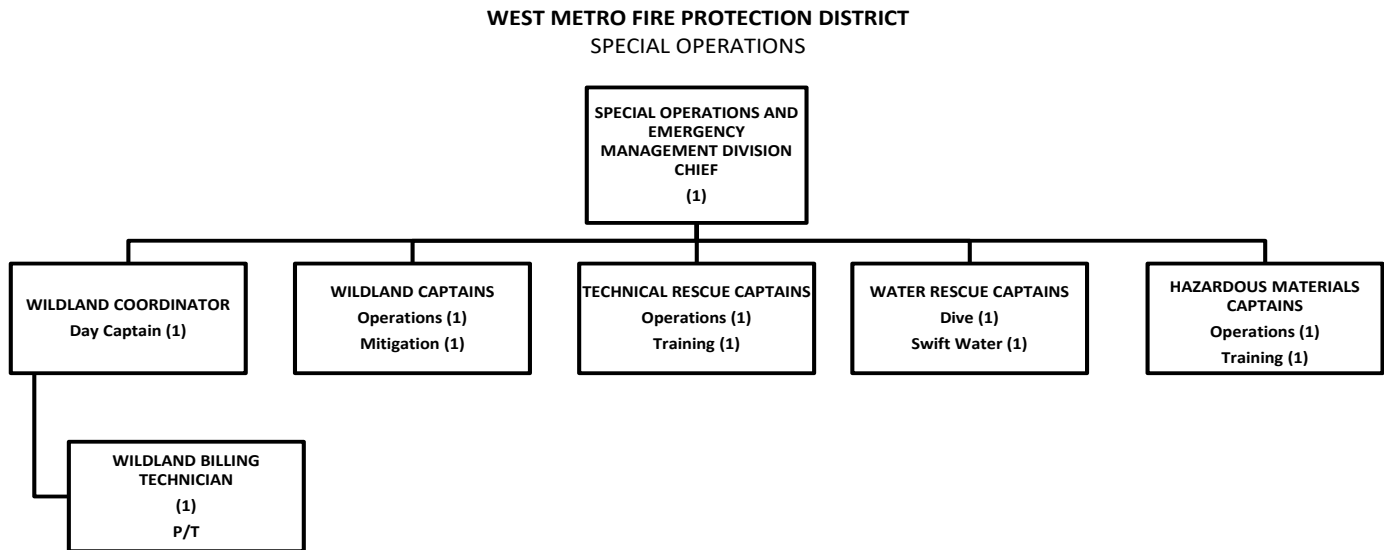 WEST METRO FIRE PROTECTION DISTRICT
SPECIAL OPERATIONS
SPECIAL OPERATIONS AND
EMERGENCY
MANAGEMENT DIVISION
CHIEF
(1)
WILDLAND COORDINATOR
Day Captain (1)
WILDLAND CAPTAINS
Operations (1)
Mitigation (1)
TECHNICAL RESCUE CAPTAINS
Operations (1)
Training (1)
WATER RESCUE CAPTAINS
Dive (1)
Swift Water (1)
HAZARDOUS MATERIALS
CAPTAINS
Operations (1)
Training (1)
WILDLAND BILLING
TECHNICIAN
(1)
P/T